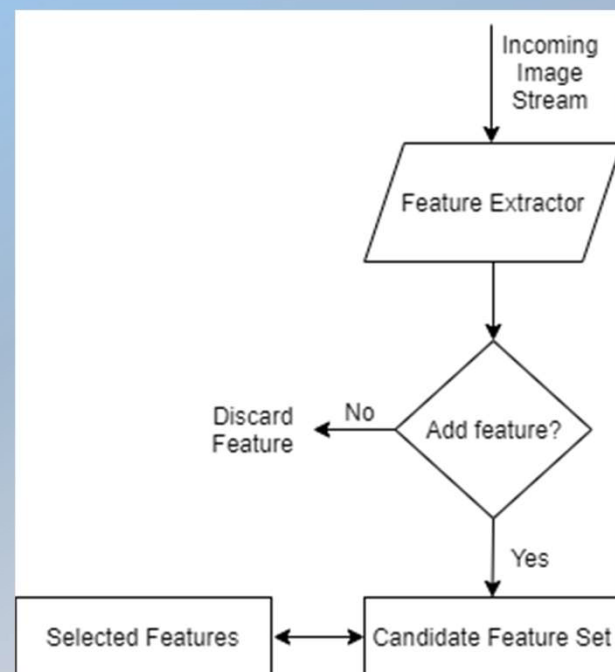 Incoming
Image
Stream
Feature Extractor
Add feature?
No
Discard
Feature
Yes
Selected Features
Candidate Feature Set